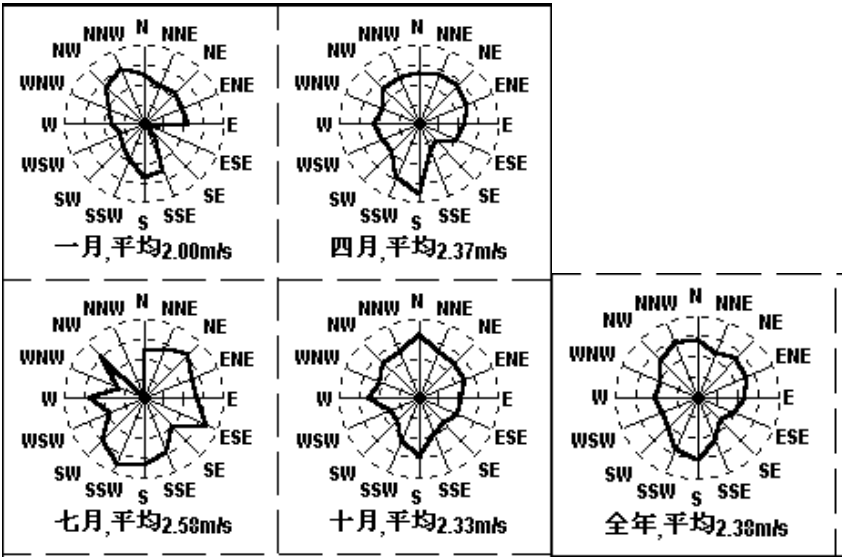 N
NNW NNE
NW NE
WNW ENE
W E
WSW ESE
SW SE
SSW SSE
S
一月,平均2.00m/s
N
NNW NNE
NW NE
WNW ENE
W E
WSW ESE
SW SE
SSW SSE
S
四月,平均2.37m/s
N
NNW NNE
NW NE
WNW ENE
W E
WSW ESE
SW SE
SSW SSE
S
七月,平均2.58m/s
N
NNW NNE
NW NE
WNW ENE
W E
WSW ESE
SW SE
SSW SSE
S
十月,平均2.33m/s
N
NNW NNE
NW NE
WNW ENE
W E
WSW ESE
SW SE
SSW SSE
S
全年,平均2.38m/s